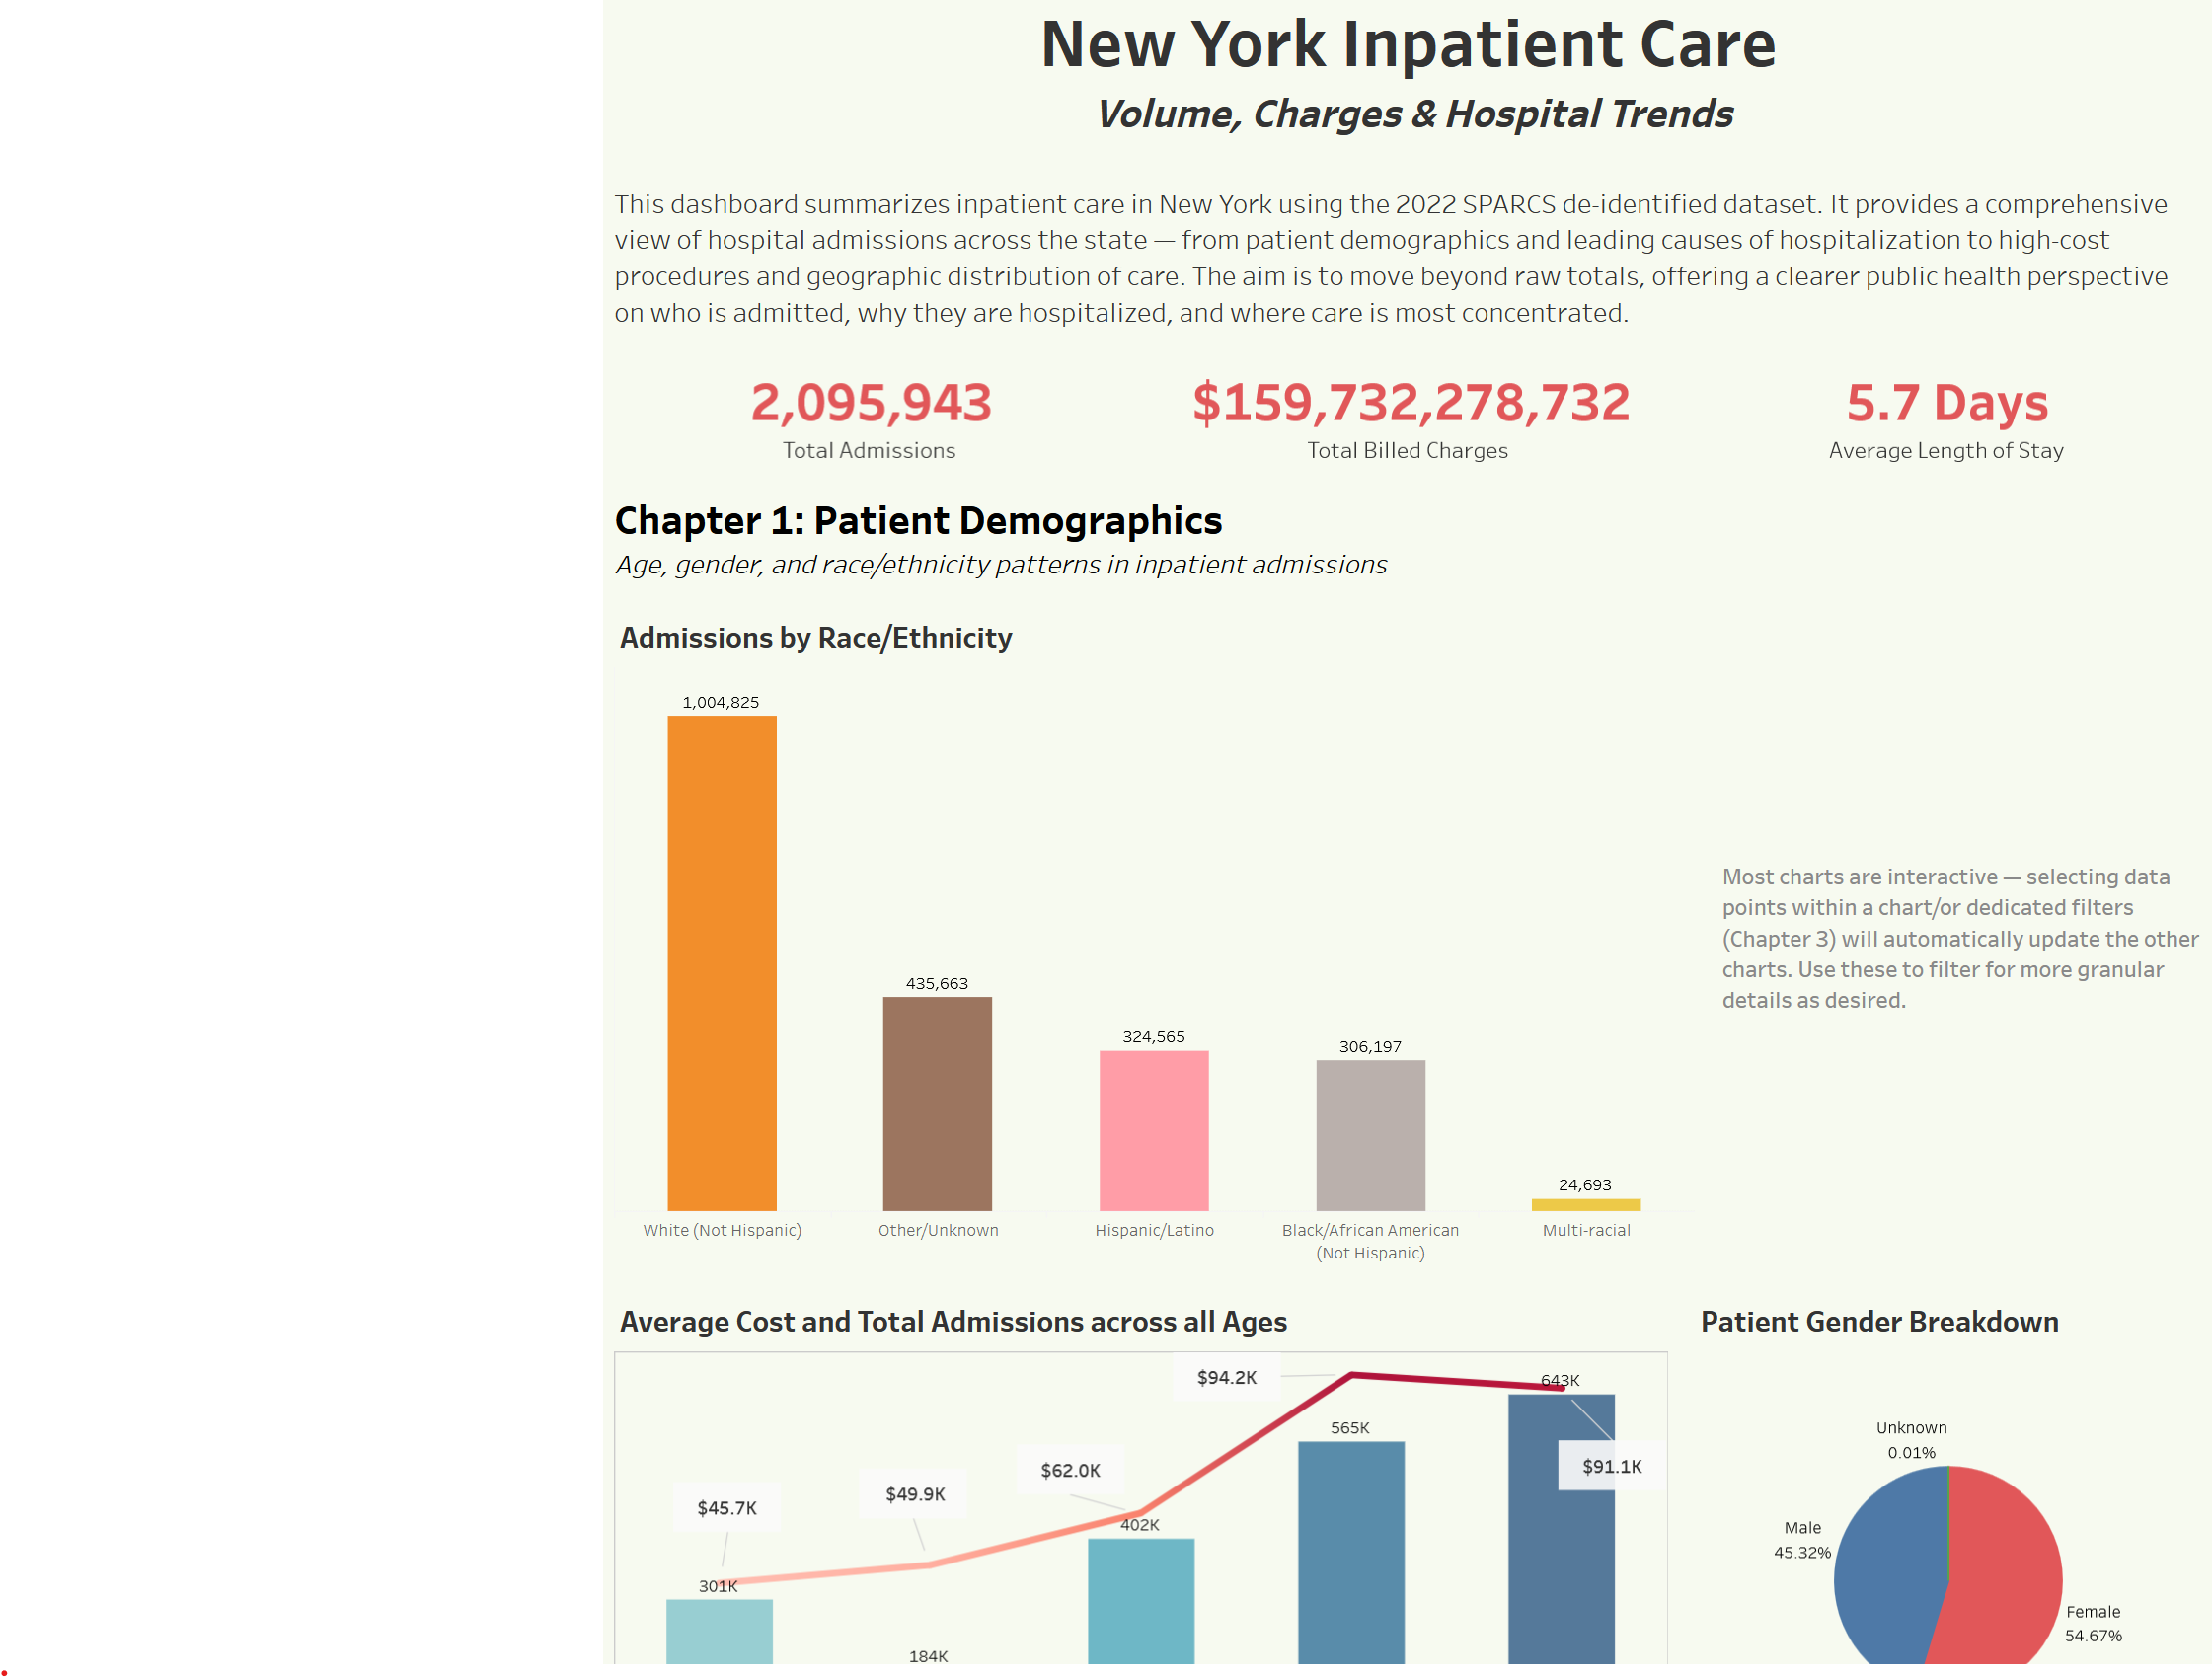 New York Inpatient Care
Volume, Charges & Hospital Trends
This dashboard summarizes inpatient care in New York using the 2022 SPARCS de-identified dataset. It provides a comprehensive
view of hospital admissions across the state — from patient demographics and leading causes of hospitalization to high-cost
procedures and geographic distribution of care. The aim is to move beyond raw totals, offering a clearer public health perspective
on who is admitted, why they are hospitalized, and where care is most concentrated.
2,095,943
Total Admissions
$159,732,278,732
Total Billed Charges
5.7 Days
Average Length of Stay
Chapter 1: Patient Demographics
Age, gender, and race/ethnicity patterns in inpatient admissions
Admissions by Race/Ethnicity
1,004,825
435,663
324,565
306,197
24,693
White (Not Hispanic)
Other/Unknown
Hispanic/Latino
Black/African American
(Not Hispanic)
Multi-racial
Most charts are interactive — selecting data
points within a chart/or dedicated filters
(Chapter 3) will automatically update the other
charts. Use these to filter for more granular
details as desired.
Average Cost and Total Admissions across all Ages
$94.2K
643K
565K
$62.0K
$91.1K
$49.9K
$45.7K
402K
301K
184K
Patient Gender Breakdown
Unknown
0.01%
Male
45.32%
Female
54.67%